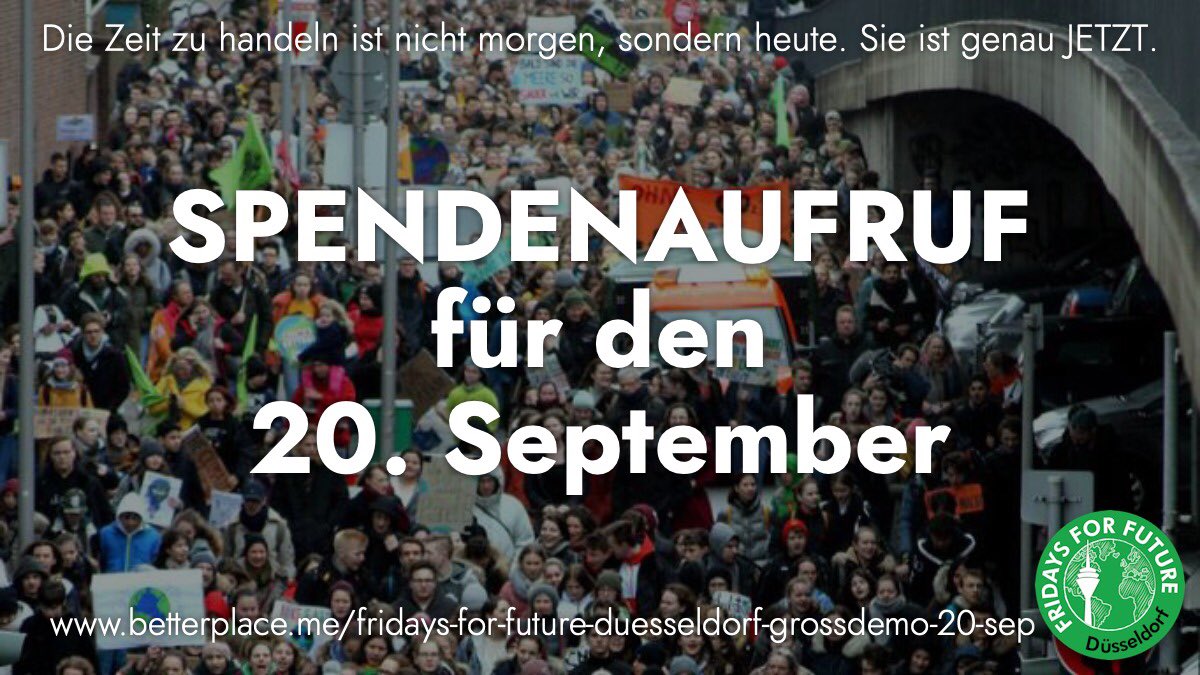 Die Zeit zu handeln ist nicht morgen, sondern heute. Sie ist genau JETZT.
SPENDENAUFRUF
für den
20. September
www.betterplace.me/fridays-for-future-duesseldorf-grossdemo-20-sep
FRIDAYS FOR FUTURE
Düsseldorf